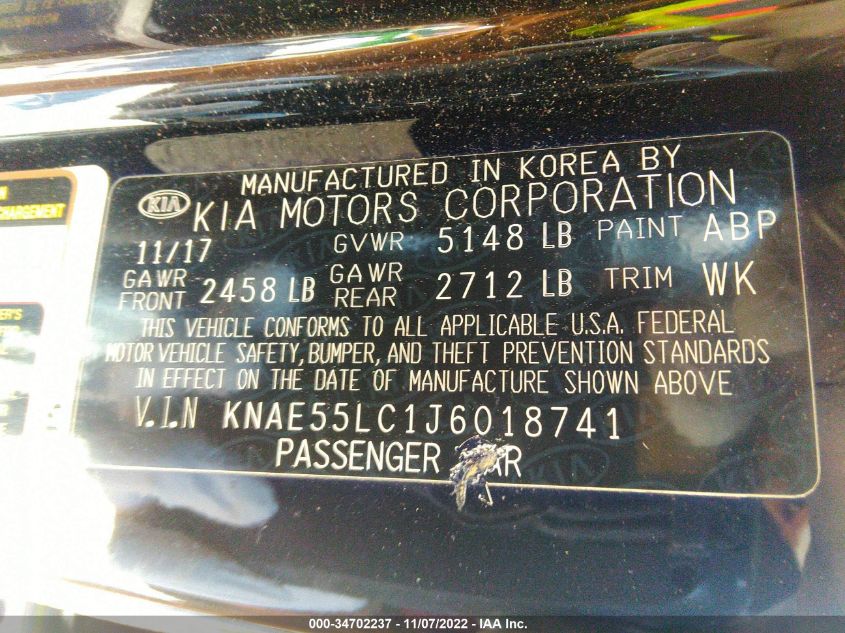 MANUFACTURED IN KOREA BY
KIA KIA MOTORS CORPORATION
11/17 GVWR 5148 LB PAINT ABP
GAWR FRONT 2458 LB GAWR REAR 2712 LB TRIM WK
THIS VEHICLE CONFORMS TO ALL APPLICABLE U.S.A. FEDERAL
MOTOR VEHICLE SAFETY, BUMPER, AND THEFT PREVENTION STANDARDS
IN EFFECT ON THE DATE OF MANUFACTURE SHOWN ABOVE
V.I.N KNAE55LC1J6018741
PASSENGER
000-34702237 - 11/07/2022 - © IAA, Inc.